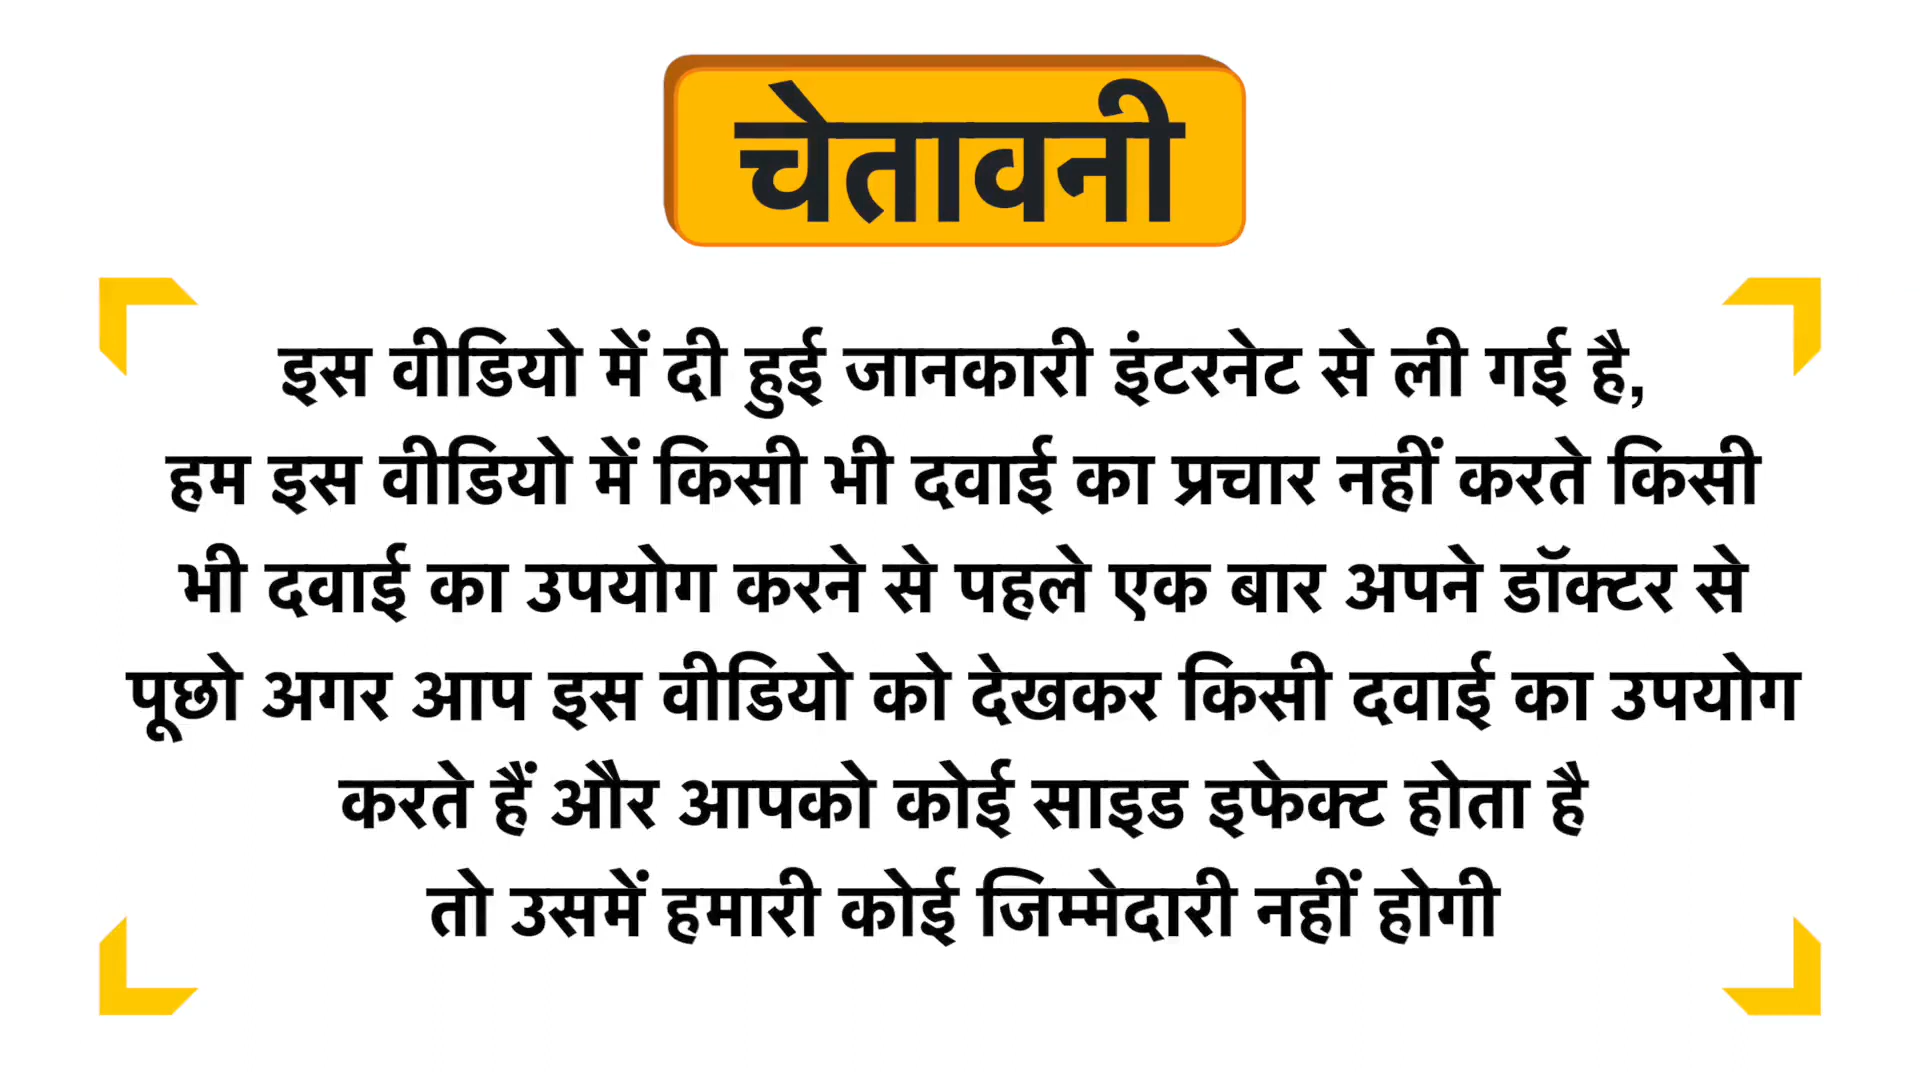 चेतावनी
इस वीडियो में दी हुई जानकारी इंटरनेट से ली गई है,
हम इस वीडियो में किसी भी दवाई का प्रचार नहीं करते किसी
भी दवाई का उपयोग करने से पहले एक बार अपने डॉक्टर से
पूछो अगर आप इस वीडियो को देखकर किसी दवाई का उपयोग
करते हैं और आपको कोई साइड इफेक्ट होता है
तो उसमें हमारी कोई जिम्मेदारी नहीं होगी